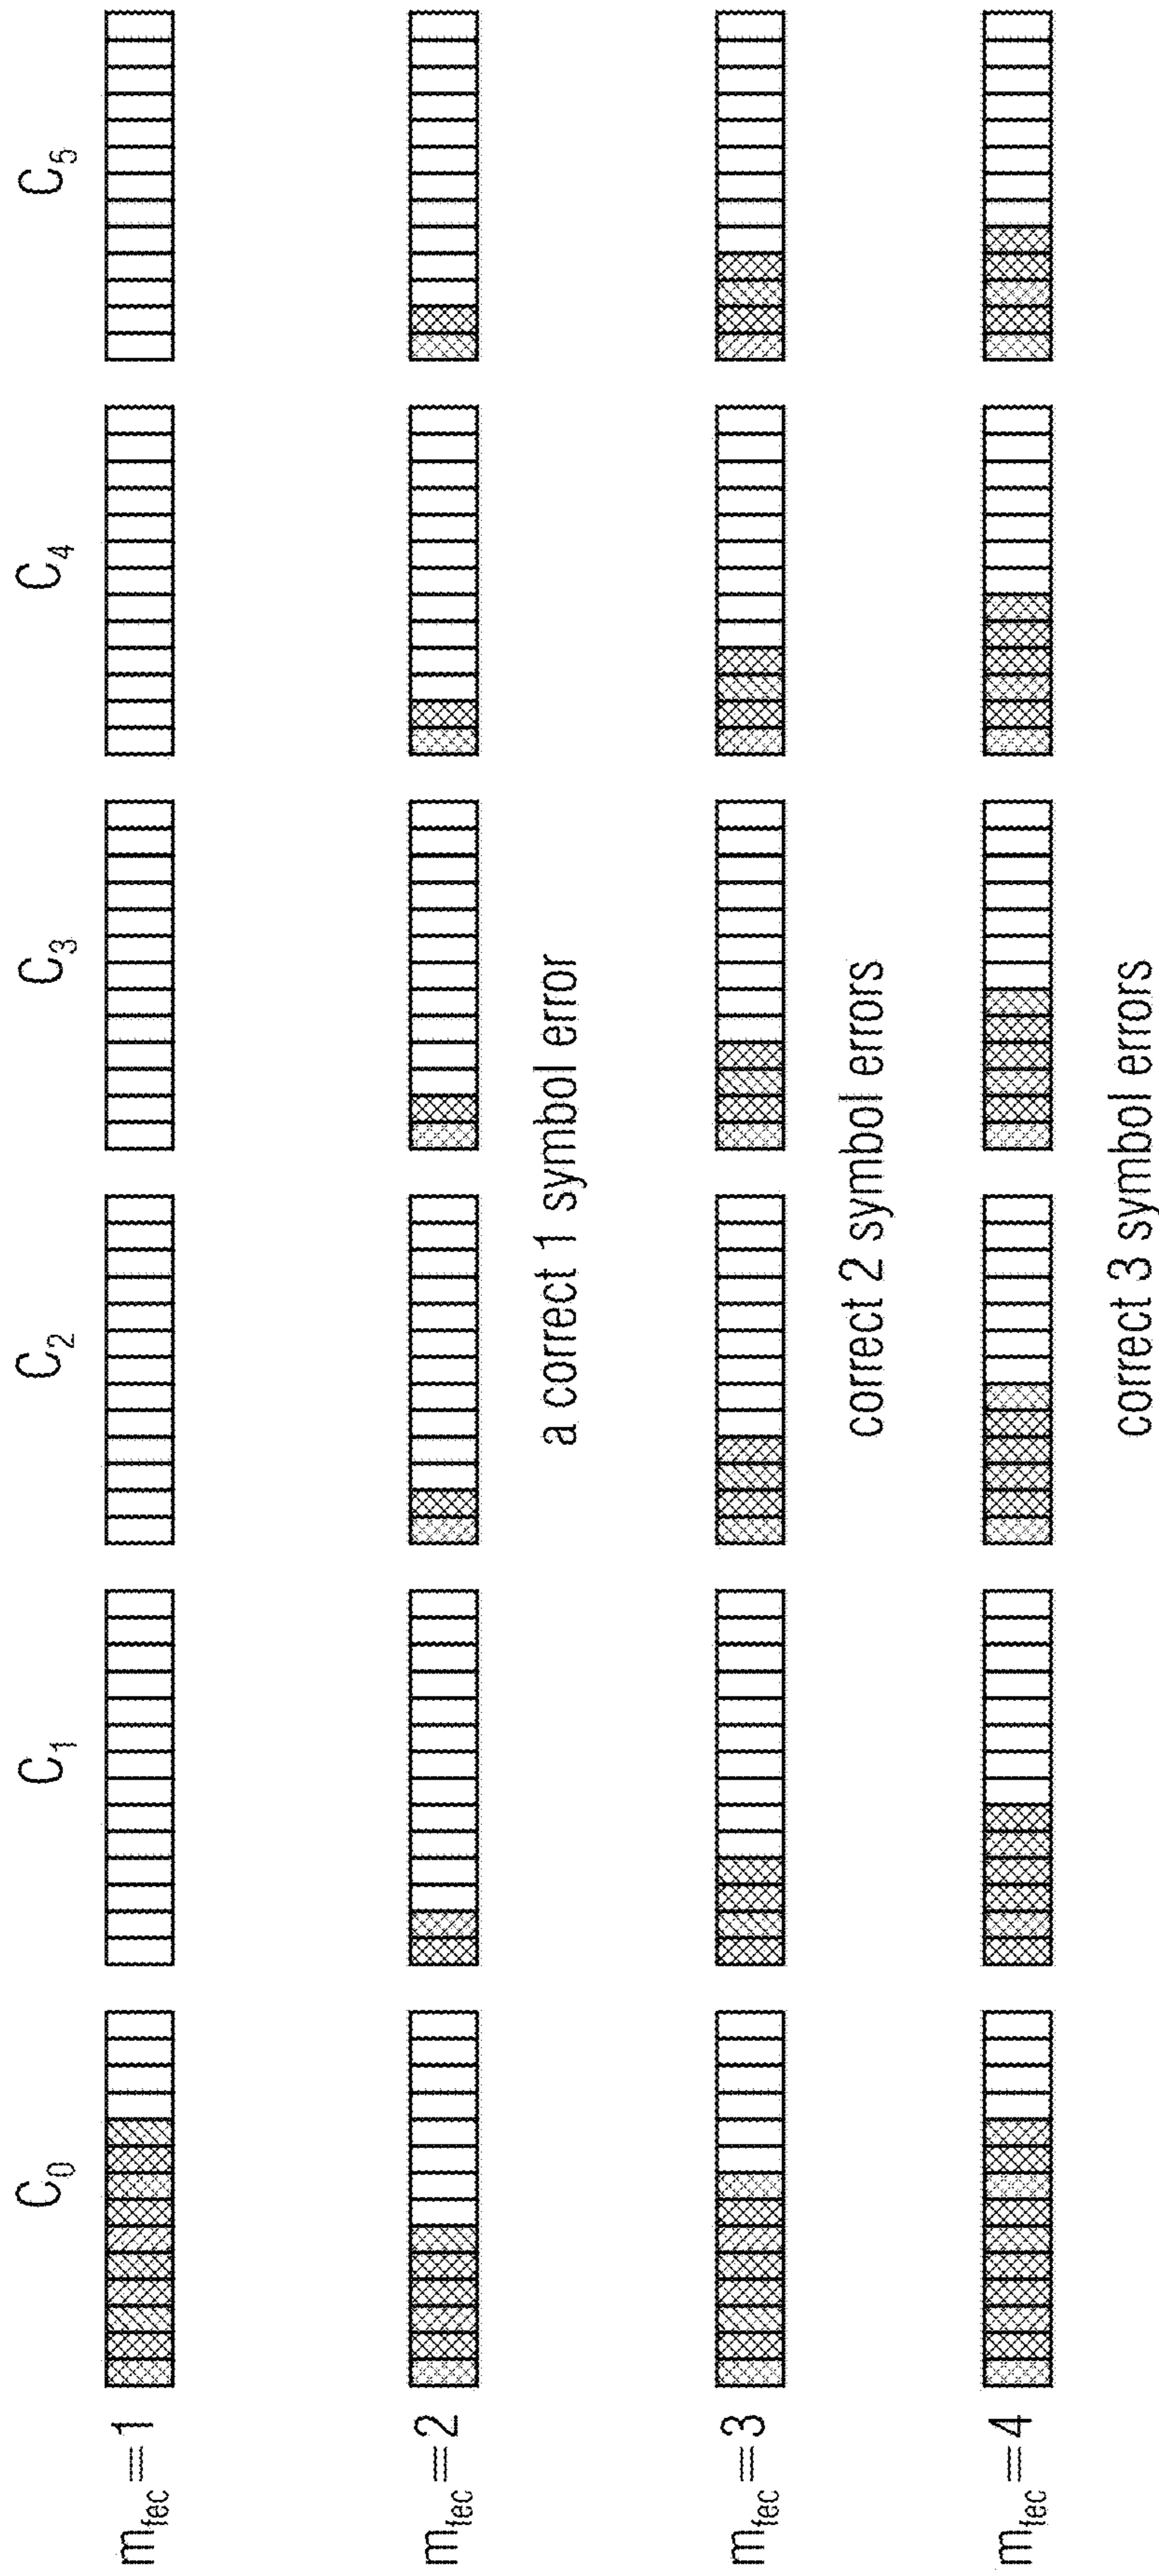 C₀ C₁ C₂ C₃ C₄ C₅
m_fec =1
m_fec =2
a correct 1 symbol error
m_fec =3
correct 2 symbol errors
m_fec =4
correct 3 symbol errors